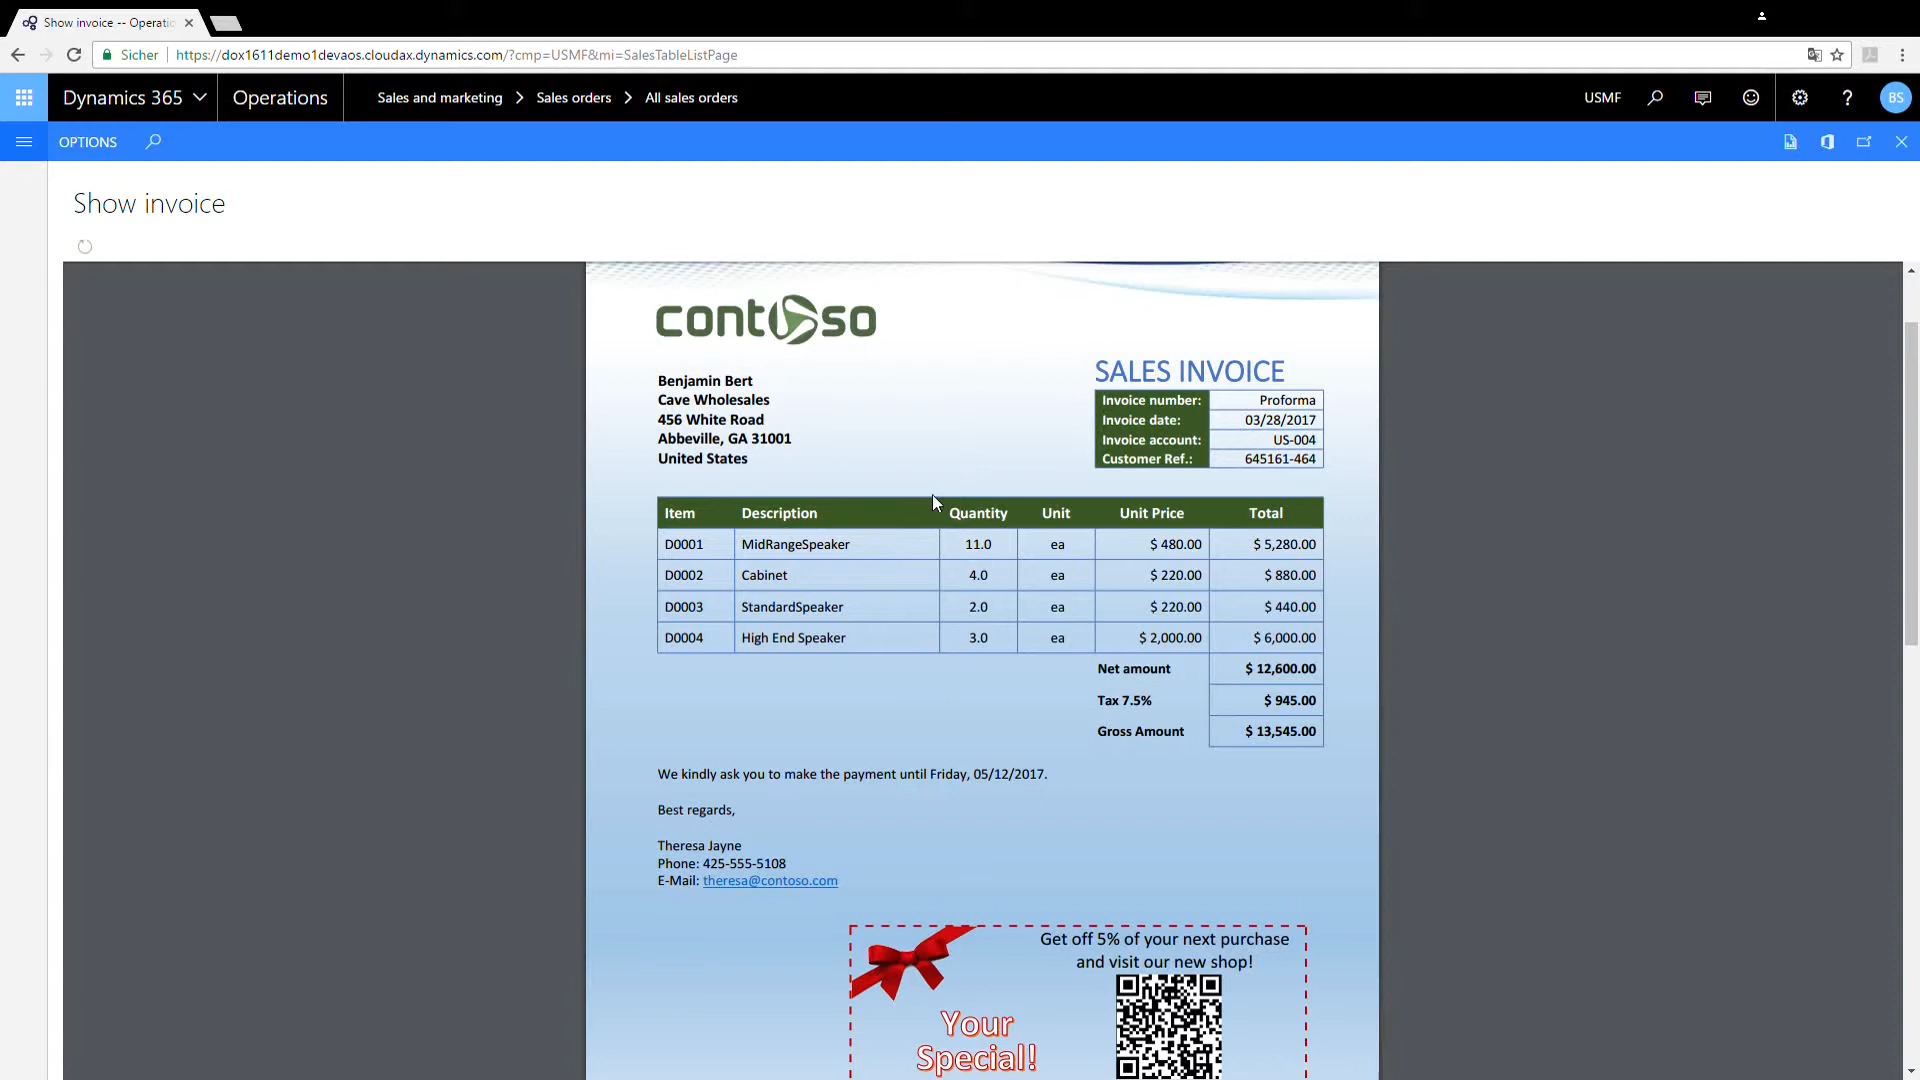 Show invoice -- Operatio
Sicher https://dox1611demo1devaos.cloudax.dynamics.com/?cmp=USMF&mi=SalesTableListPage
Dynamics 365 Operations Sales and marketing > Sales orders > All sales orders USMF ? BS
OPTIONS
Show invoice
contoso
SALES INVOICE
Benjamin Bert
Cave Wholesales
456 White Road
Abbeville, GA 31001
United States
Invoice number: Proforma
Invoice date: 03/28/2017
Invoice account: US-004
Customer Ref.: 645161-464
Item Description Quantity Unit Unit Price Total
D0001 MidRangeSpeaker 11.0 ea $ 480.00 $ 5,280.00
D0002 Cabinet 4.0 ea $ 220.00 $ 880.00
D0003 StandardSpeaker 2.0 ea $ 220.00 $ 440.00
D0004 High End Speaker 3.0 ea $ 2,000.00 $ 6,000.00
Net amount $ 12,600.00
Tax 7.5% $ 945.00
Gross Amount $ 13,545.00
We kindly ask you to make the payment until Friday, 05/12/2017.
Best regards,
Theresa Jayne
Phone: 425-555-5108
E-Mail: theresa@contoso.com
Get off 5% of your next purchase
and visit our new shop!
Your
Special!